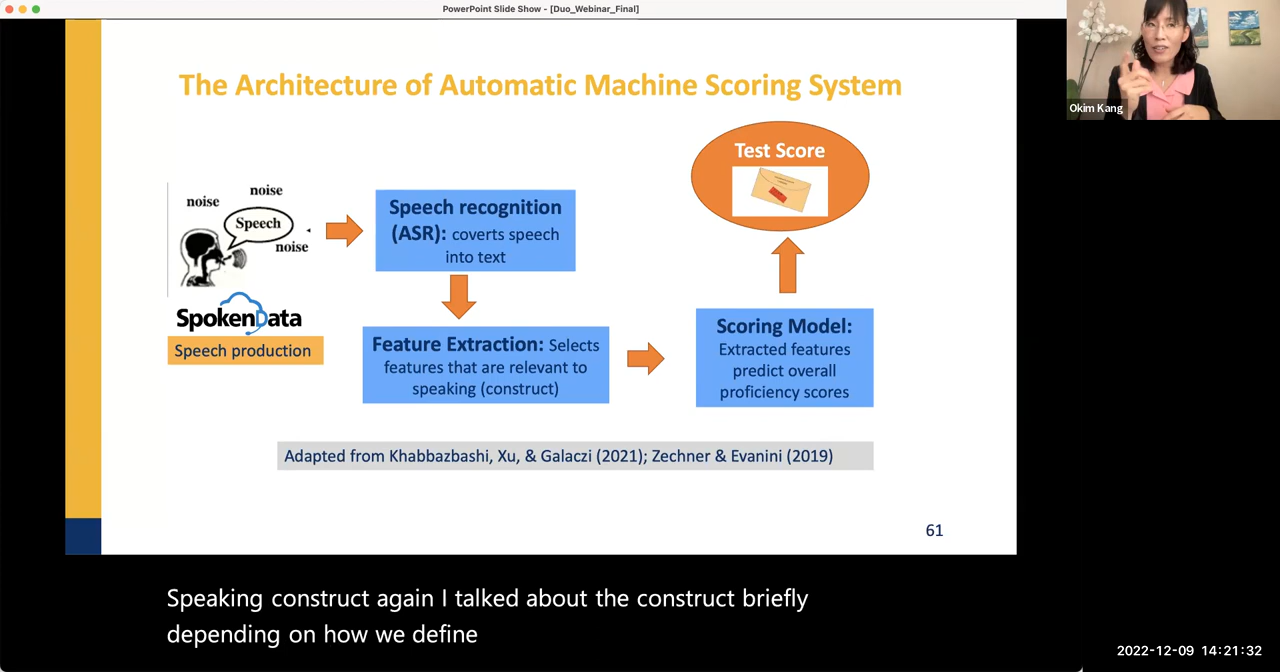 PowerPoint Slide Show - [Duo_Webinar_Final]
Okim Kang
The Architecture of Automatic Machine Scoring System
noise
noise
Speech
noise
SpokenData
Speech production
Speech recognition
(ASR): coverts speech
into text
Feature Extraction: Selects
features that are relevant to
speaking (construct)
Scoring Model:
Extracted features
predict overall
proficiency scores
Test Score
Adapted from Khabbazbashi, Xu, & Galaczi (2021); Zechner & Evanini (2019)
61
Speaking construct again I talked about the construct briefly
depending on how we define
2022-12-09 14:21:32